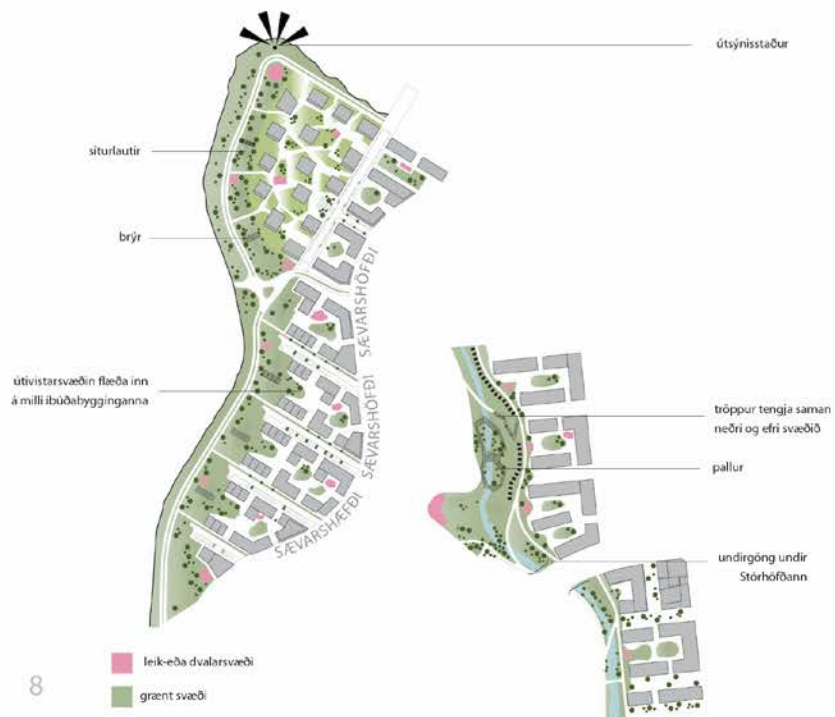 útsýnisstaður
siturlautir
brýr
SÆVARSHÖFÐI
útivistarsvæðin flæða inn
á milli íbúðabygginganna
SÆVARSHÖFÐI
SÆVARSHÆFÐI
tröppur tengja saman
neðri og efri svæðið
pallur
undirgöng undir
Stórhöfðann
leik-eða dvalarsvæði
grænt svæði
8